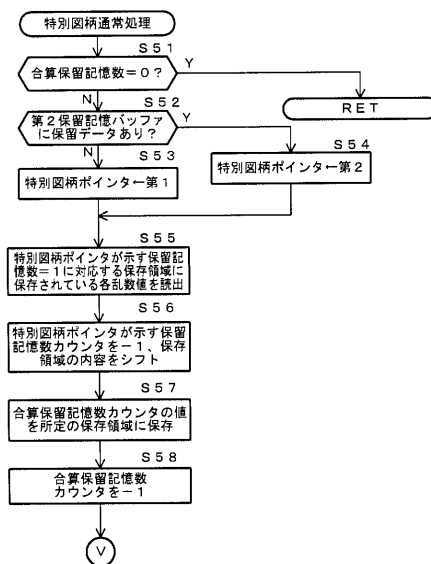 特別図柄通常処理
S51
合算保留記憶数=0?
Y
RET
N
S52
第2保留記憶バッファ
に保留データあり?
Y
N
S53
S54
特別図柄ポインタ←第1
特別図柄ポインタ←第2
S55
特別図柄ポインタが示す保留記
憶数=1に対応する保存領域に
保存されている各乱数値を読出
S56
特別図柄ポインタが示す保留
記憶数カウンタを-1、保存
領域の内容をシフト
S57
合算保留記憶数カウンタの値
を所定の保存領域に保存
S58
合算保留記憶数
カウンタを-1
V